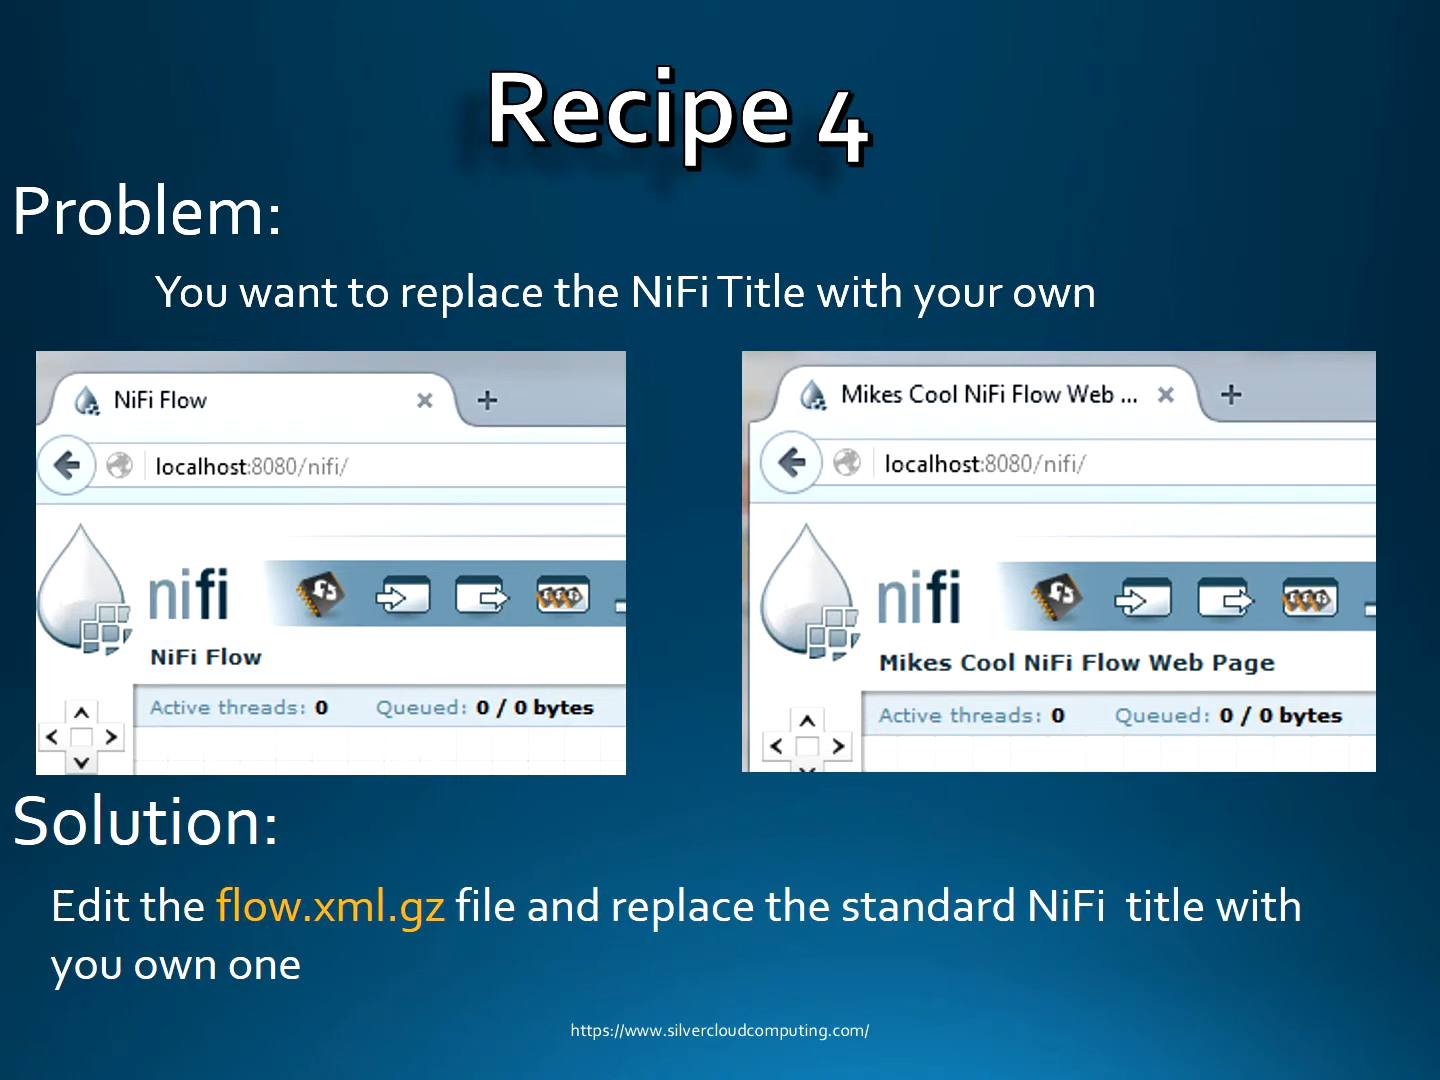 Recipe 4
Problem:
You want to replace the NiFi Title with your own
NiFi Flow
localhost:8080/nifi/
nifi
NiFi Flow
Active threads: 0 Queued: 0 / 0 bytes
Mikes Cool NiFi Flow Web ...
localhost:8080/nifi/
nifi
Mikes Cool NiFi Flow Web Page
Active threads: 0 Queued: 0 / 0 bytes
Solution:
Edit the flow.xml.gz file and replace the standard NiFi title with
you own one
https://www.silvercloudcomputing.com/